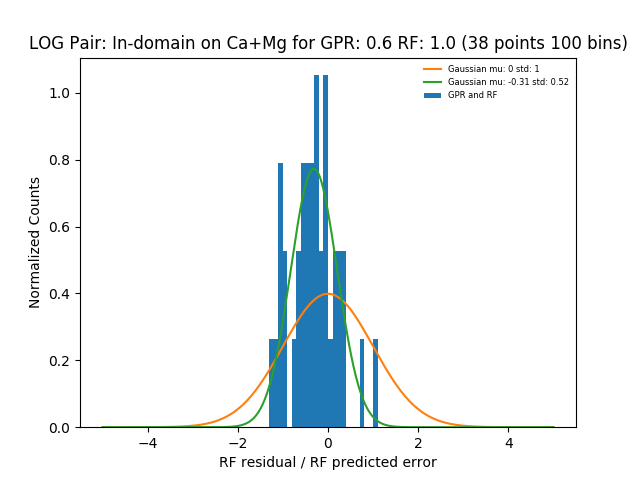 LOG Pair: In-domain on Ca+Mg for GPR: 0.6 RF: 1.0 (38 points 100 bins)
Gaussian mu: 0 std: 1
Gaussian mu: -0.31 std: 0.52
GPR and RF
Normalized Counts
1.0
0.8
0.6
0.4
0.2
0.0
−4 −2 0 2 4
RF residual / RF predicted error